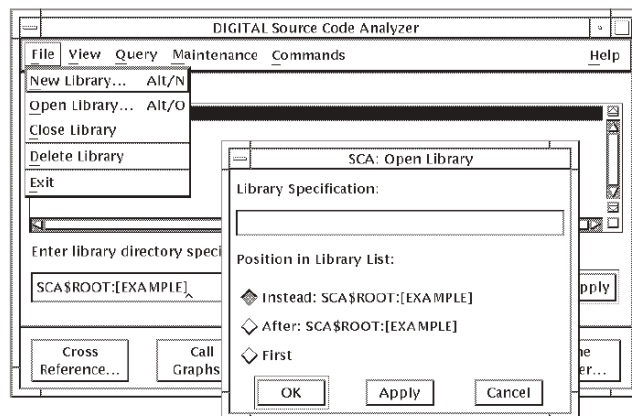 DIGITAL Source Code Analyzer
File View Query Maintenance Commands Help
New Library... Alt/N
Open Library... Alt/O
Close Library
Delete Library
Exit
SCA: Open Library
Library Specification:
Position in Library List:
Instead: SCA$ROOT:[EXAMPLE]
After: SCA$ROOT:[EXAMPLE]
First
OK Apply Cancel
Enter library directory speci
SCA$ROOT:[EXAMPLE]
pply
Cross
Reference...
Call
Graphs
ne
er...